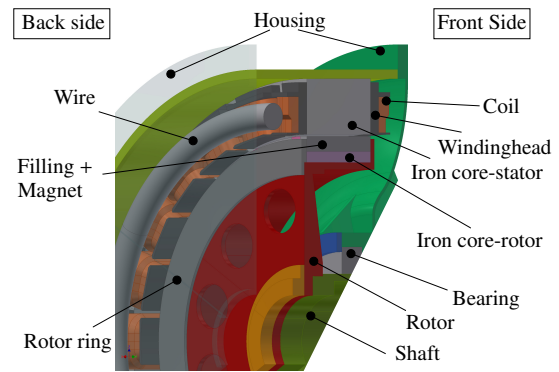 Back side
Housing
Front Side
Wire
Coil
Windinghead
Filling +
Magnet
Iron core-stator
Iron core-rotor
Bearing
Rotor ring
Rotor
Shaft